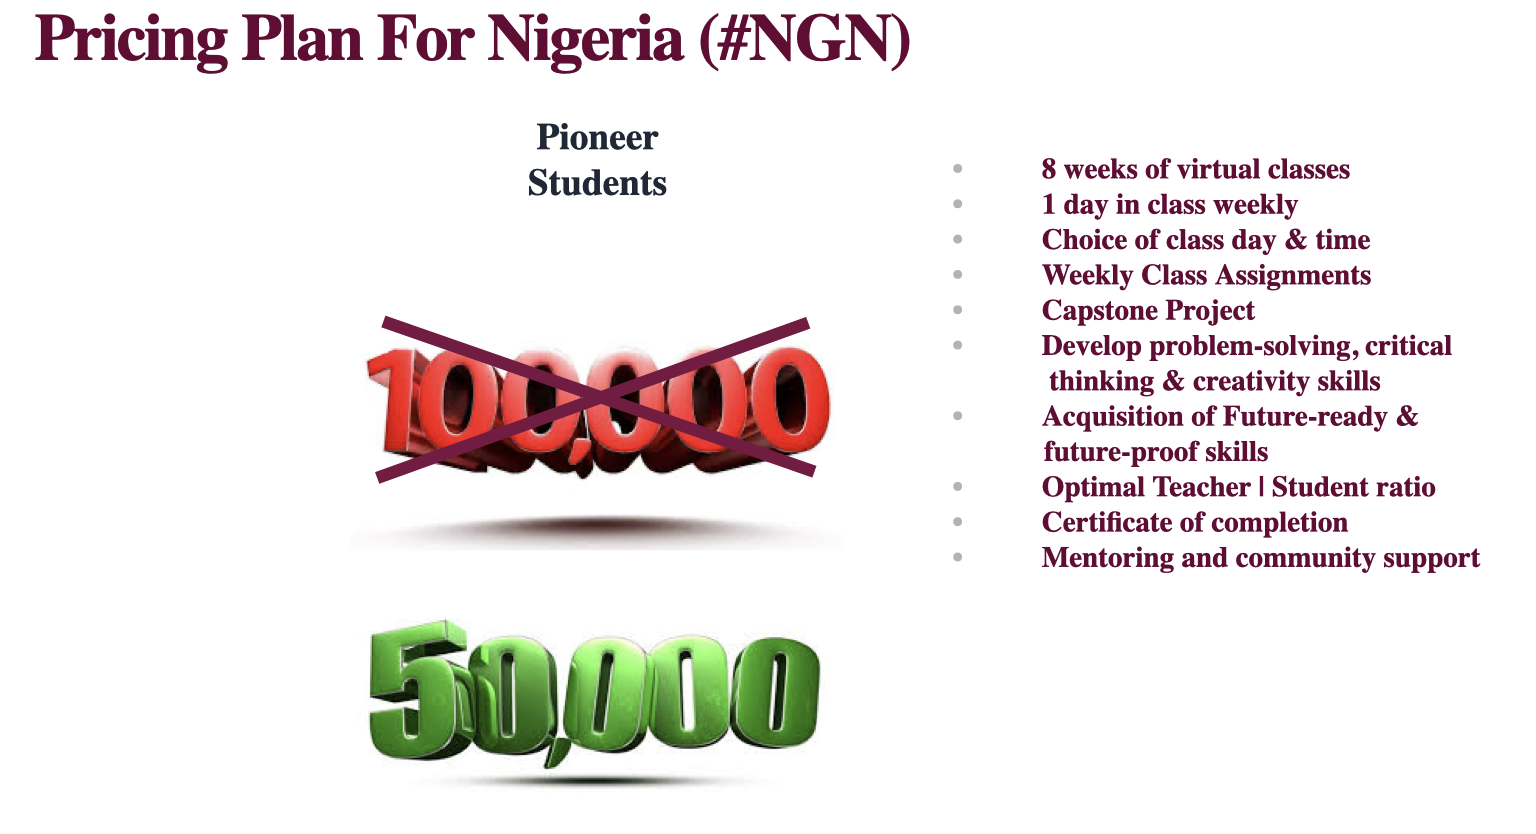 Pricing Plan For Nigeria (#NGN)
Pioneer
Students
100,000
50,000
8 weeks of virtual classes
1 day in class weekly
Choice of class day & time
Weekly Class Assignments
Capstone Project
Develop problem-solving, critical
thinking & creativity skills
Acquisition of Future-ready &
future-proof skills
Optimal Teacher | Student ratio
Certificate of completion
Mentoring and community support